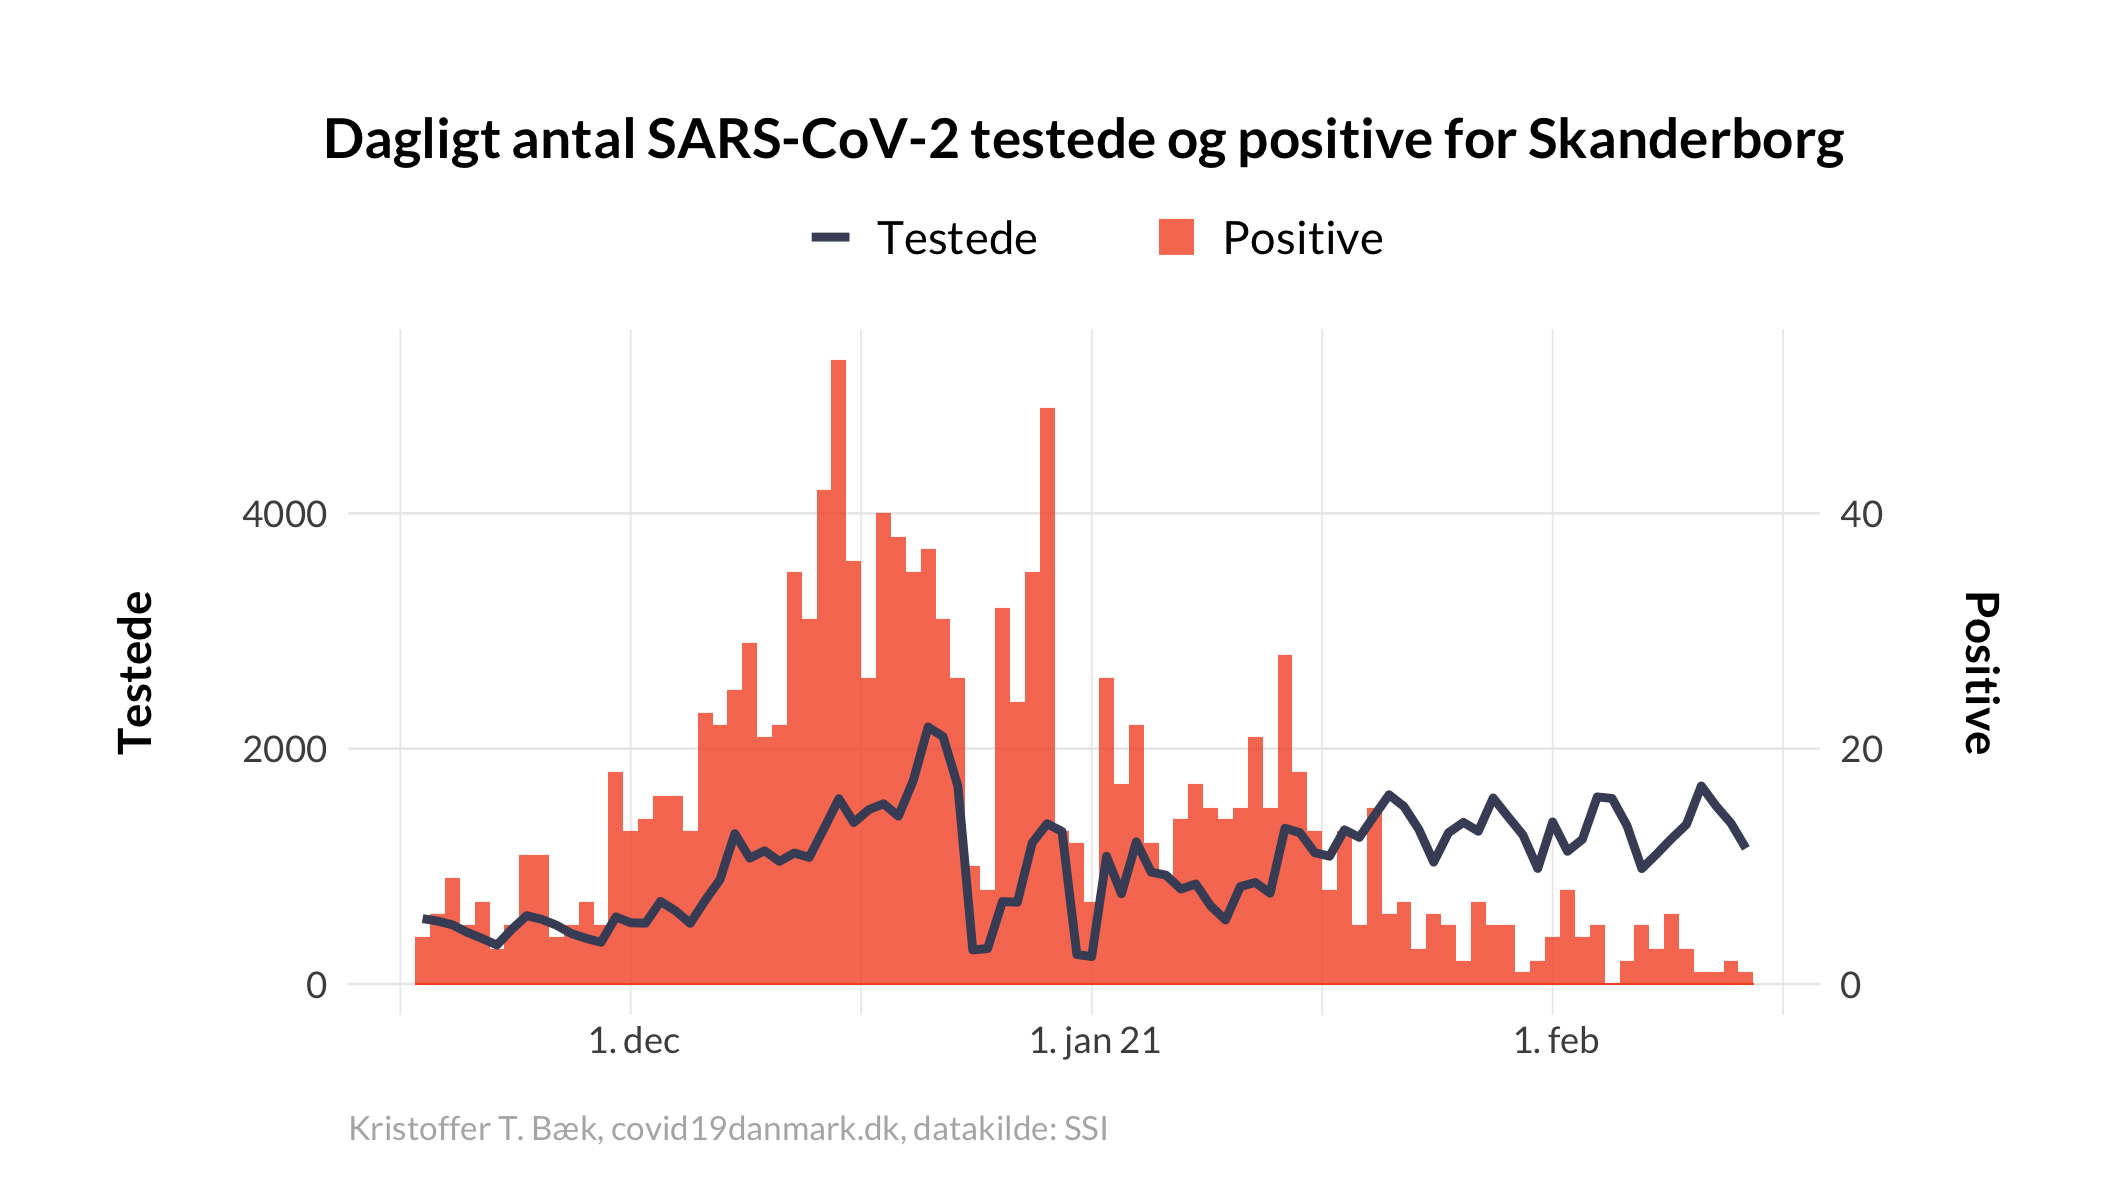 Dagligt antal SARS-CoV-2 testede og positive for Skanderborg
Testede
Positive
4000
2000
0
Testede
40
20
0
Positive
1. dec
1. jan 21
1. feb
Kristoffer T. Bæk, covid19danmark.dk, datakilde: SSI